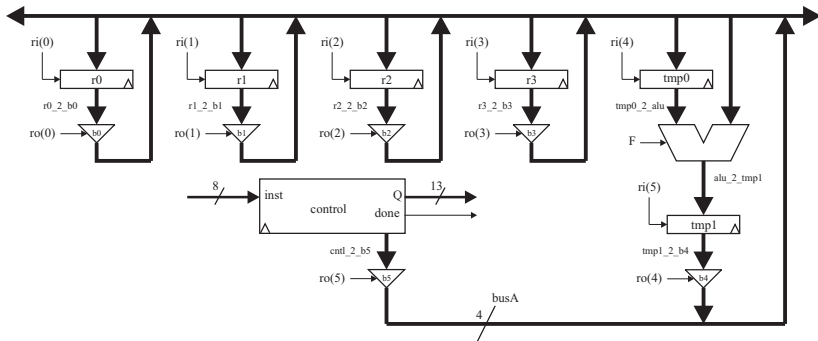 ri(0) ri(1) ri(2) ri(3) ri(4)
r0 r1 r2 r3 tmp0
r0_2_b0 r1_2_b1 r2_2_b2 r3_2_b3 tmp0_2_alu
ro(0) b0 ro(1) b1 ro(2) b2 ro(3) b3 F
alu_2_tmp1
8 inst Q 13
control
done
ri(5)
tmp1
cntl_2_b5 tmp1_2_b4
ro(5) b5 ro(4) b4
busA
4